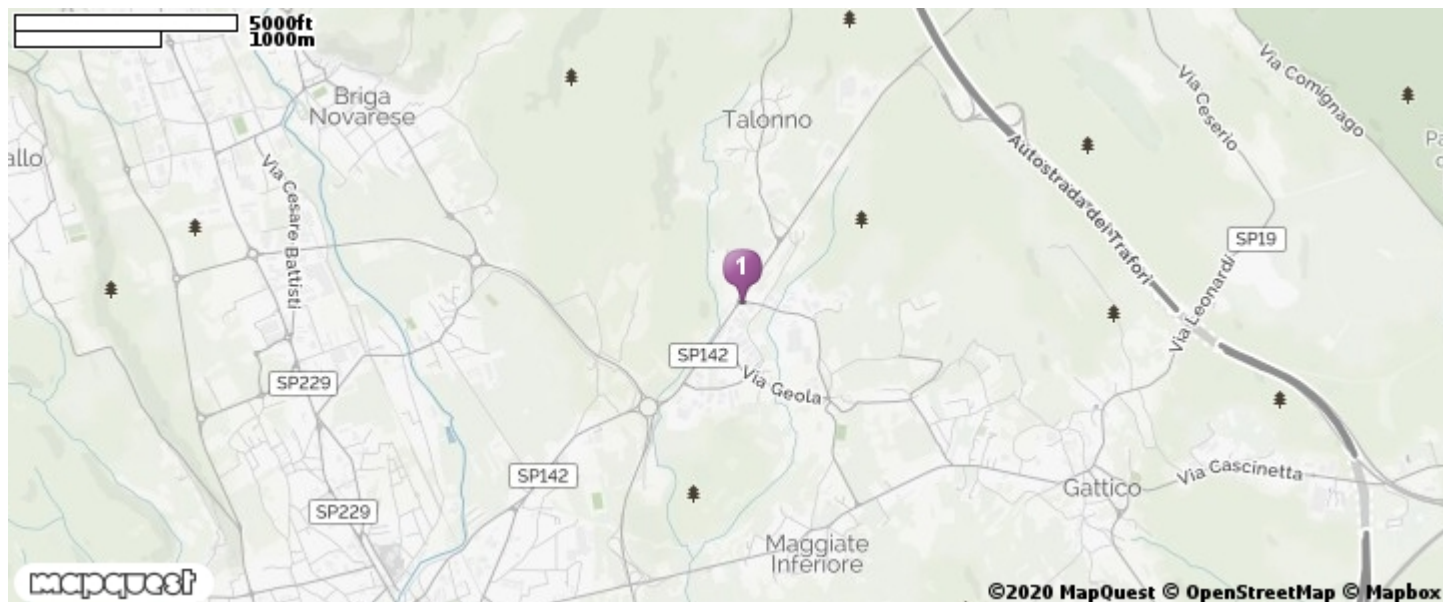 5000ft
1000m
Briga
Novarese
Talonno
Via Ceserio
Via Comignago
Pa
allo
Via Cesare Battisti
Autostrada dei Trafori
SP19
1
Via Leonardi
SP142
Via Geola
SP229
SP142
Via Cascinetta
Gattico
SP229
Maggiate
Inferiore
mapquest
©2020 MapQuest © OpenStreetMap © Mapbox